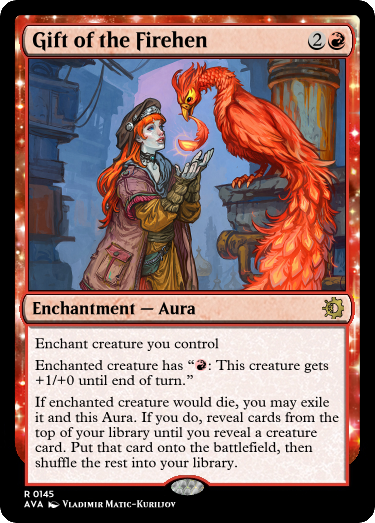 Gift of the Firehen
2
Enchantment — Aura
Enchant creature you control
Enchanted creature has “: This creature gets
+1/+0 until end of turn.”
If enchanted creature would die, you may exile
it and this Aura. If you do, reveal cards from the
top of your library until you reveal a creature
card. Put that card onto the battlefield, then
shuffle the rest into your library.
R 0145
AVA Vladimir Matic-Kuriljov